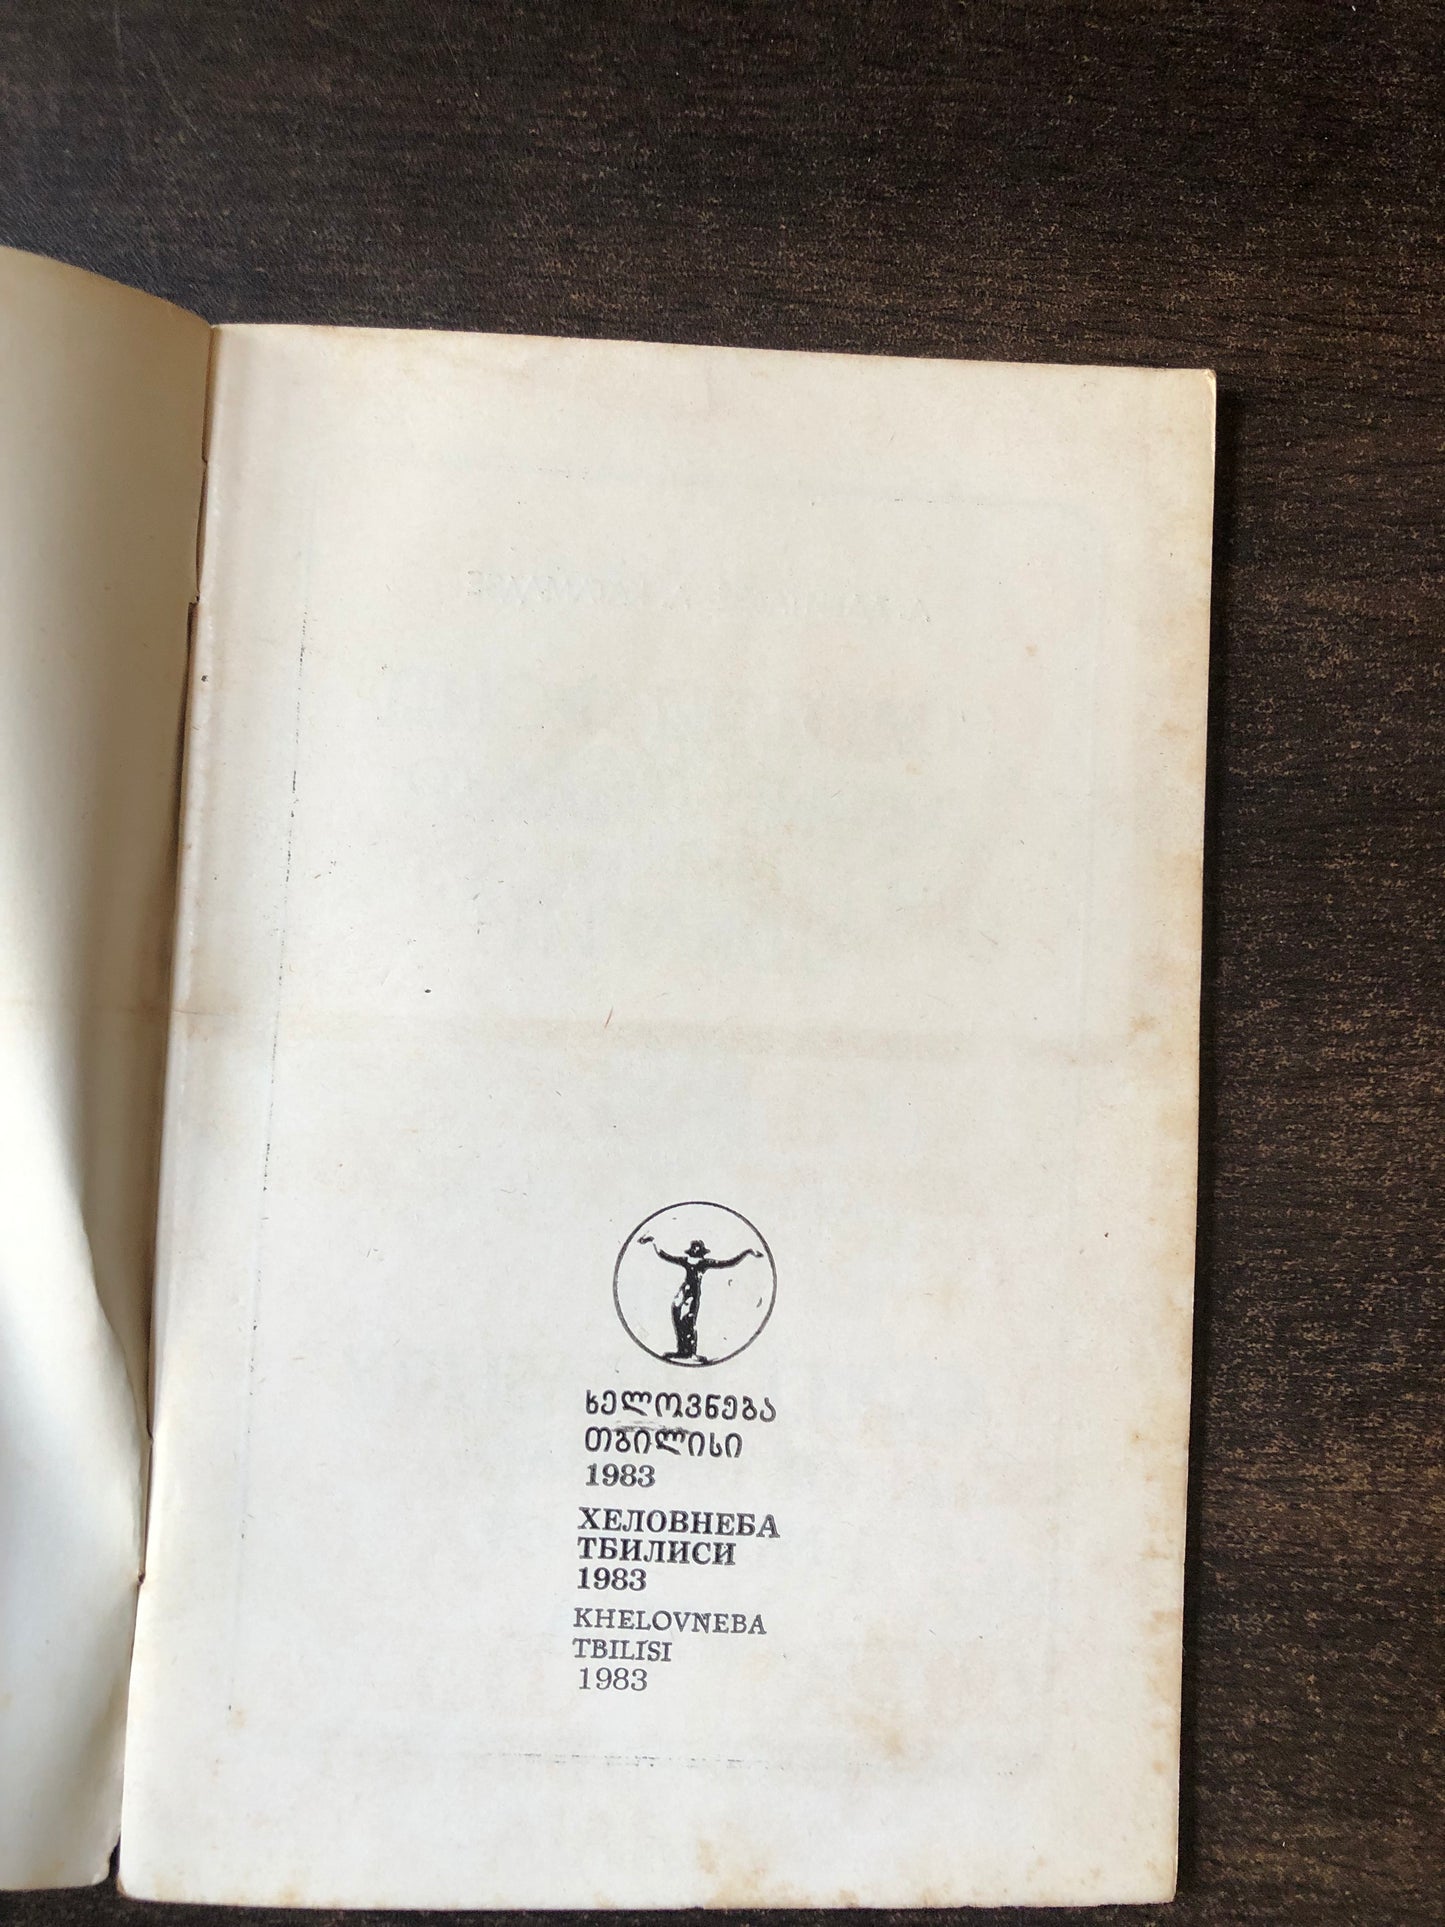 ხელოვნება
თბილისი
1983
ХЕЛОВНЕБА
ТБИЛИСИ
1983
KHELOVNEBA
TBILISI
1983